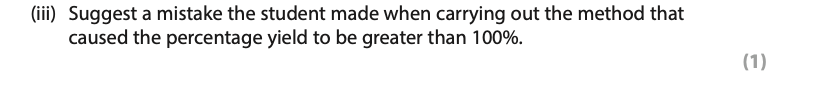 (iii) Suggest a mistake the student made when carrying out the method that
caused the percentage yield to be greater than 100%.
(1)